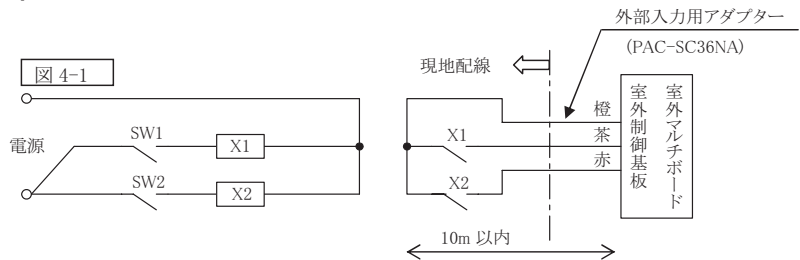 外部入力用アダプター
(PAC-SC36NA)
現地配線
図 4-1
電源
SW1
X1
SW2
X2
X1
X2
橙
茶
赤
室外マルチボード
室外制御基板
10m 以内